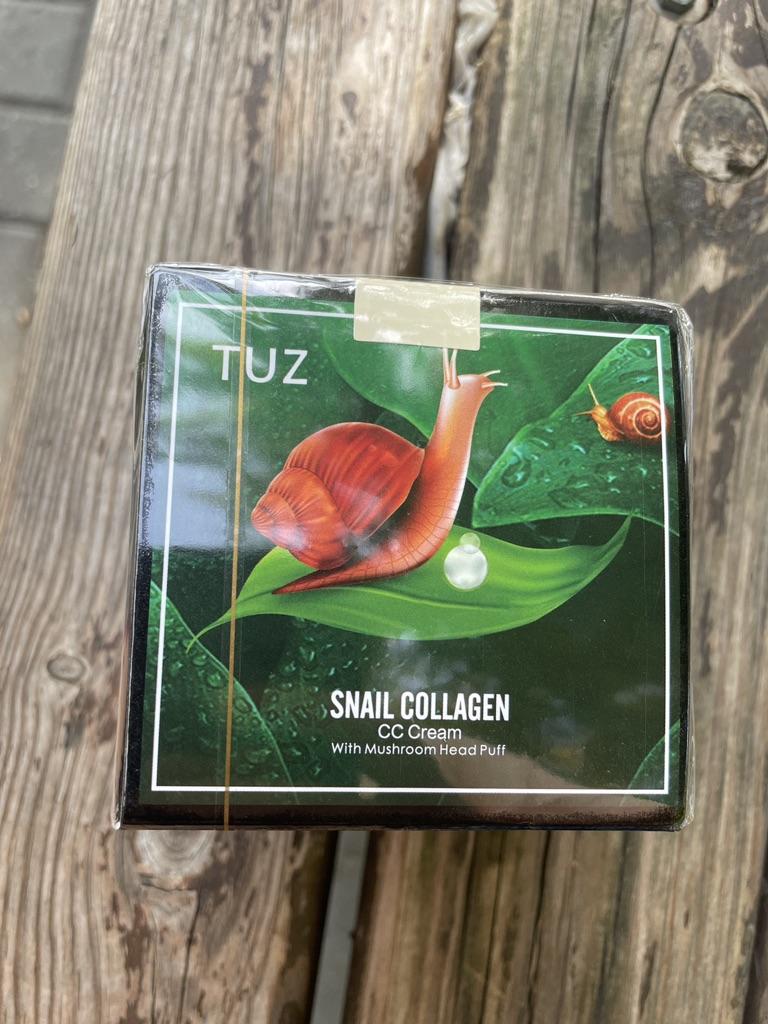 TUZ
SNAIL COLLAGEN
CC Cream
With Mushroom Head Puff